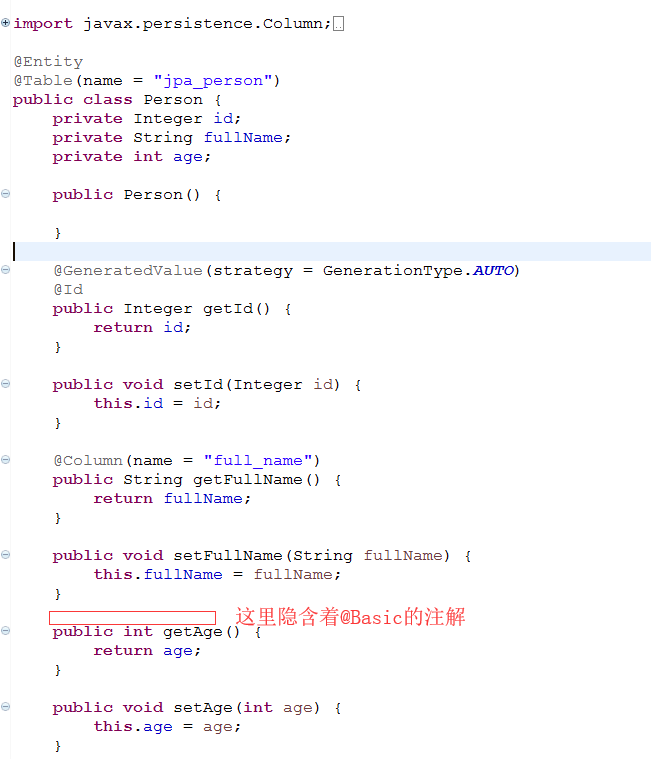 import javax.persistence.Column;
@Entity
@Table(name = "jpa_person")
public class Person {
    private Integer id;
    private String fullName;
    private int age;
    public Person() {
    }
    @GeneratedValue(strategy = GenerationType.AUTO)
    @Id
    public Integer getId() {
        return id;
    }
    public void setId(Integer id) {
        this.id = id;
    }
    @Column(name = "full_name")
    public String getFullName() {
        return fullName;
    }
    public void setFullName(String fullName) {
        this.fullName = fullName;
    }
这里隐含着@Basic的注解
    public int getAge() {
        return age;
    }
    public void setAge(int age) {
        this.age = age;
    }